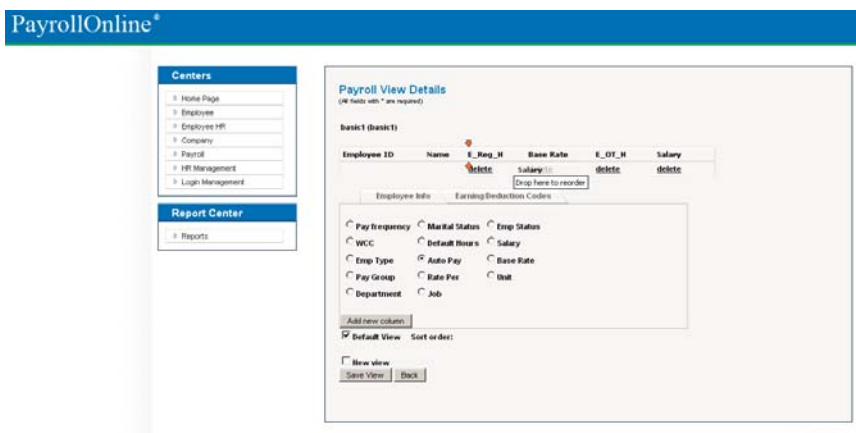 PayrollOnline®
Centers
Home Page
Employee
Employee HR
Company
Payroll
HR Management
Login Management
Report Center
Reports
Payroll View Details
(All fields with * are required)
basic1 (basic1)
Employee ID Name E_Reg_H Base Rate E_OT_H Salary
delete Salary delete delete
Drop here to reorder
Employee Info Earning/Deduction Codes
Pay frequency Marital Status Emp Status
WCC Default Hours Salary
Emp Type Auto Pay Base Rate
Pay Group Rate Per Unit
Department Job
Add new column
Default View Sort order:
New view
Save View Back